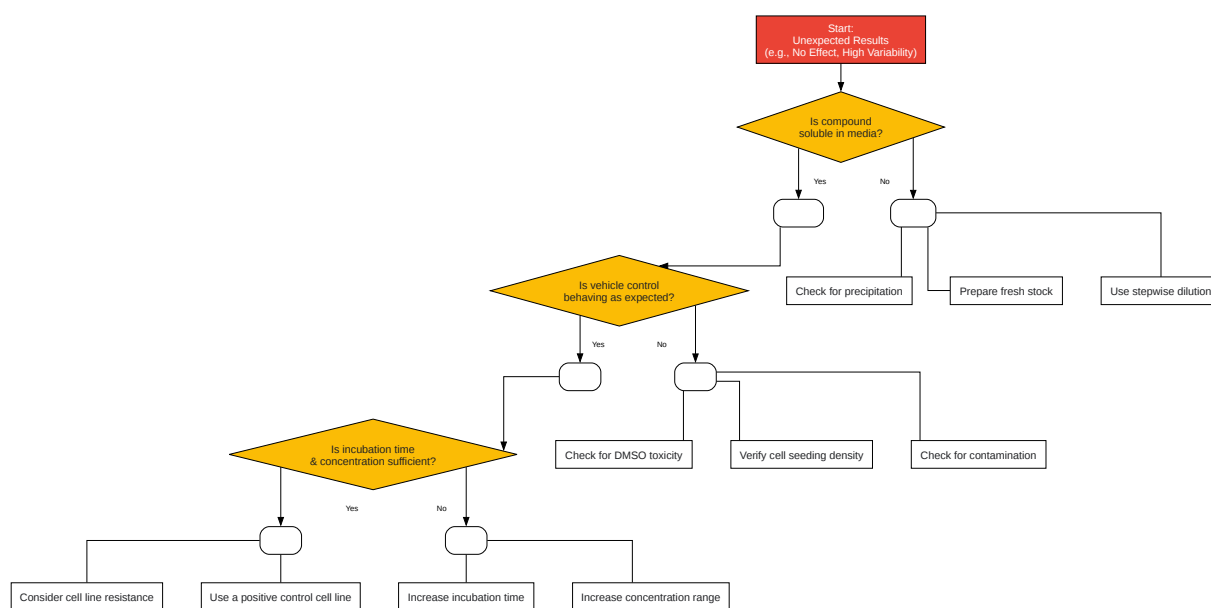 Start:
Unexpected Results
(e.g., No Effect, High Variability)
Is compound
soluble in media?
Yes
No
Check for precipitation
Prepare fresh stock
Use stepwise dilution
Is vehicle control
behaving as expected?
Yes
No
Check for DMSO toxicity
Verify cell seeding density
Check for contamination
Is incubation time
& concentration sufficient?
Yes
No
Consider cell line resistance
Use a positive control cell line
Increase incubation time
Increase concentration range